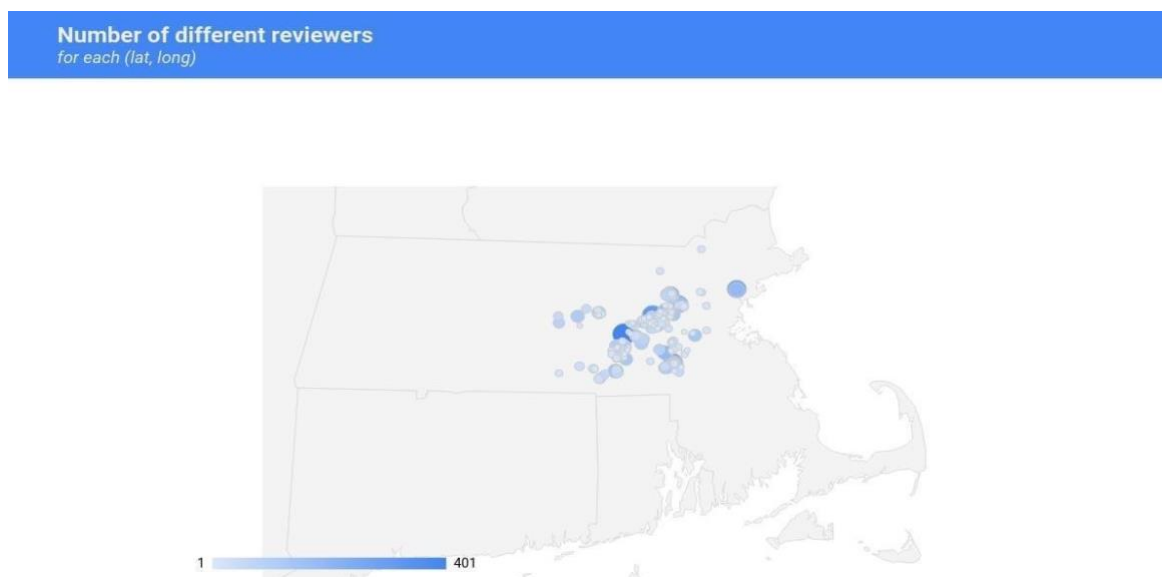 Number of different reviewers
for each (lat, long)
1
401